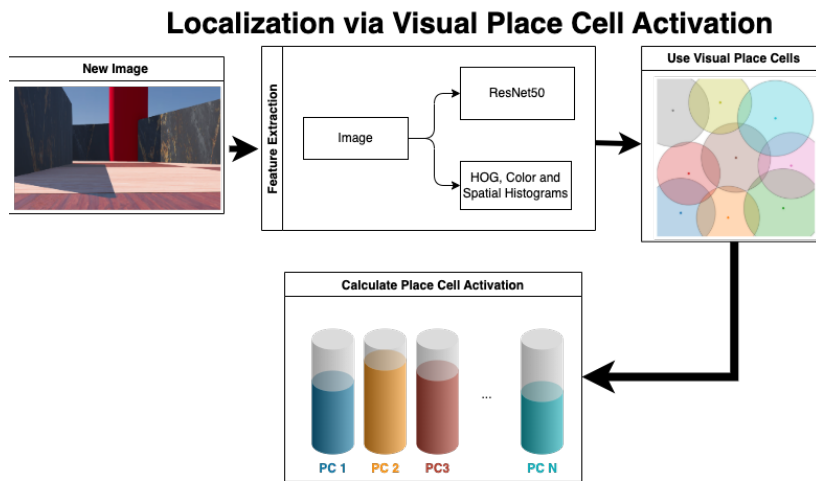 Localization via Visual Place Cell Activation
New Image
Feature Extraction
Image
ResNet50
HOG, Color and
Spatial Histograms
Use Visual Place Cells
Calculate Place Cell Activation
...
PC 1
PC 2
PC3
PC N